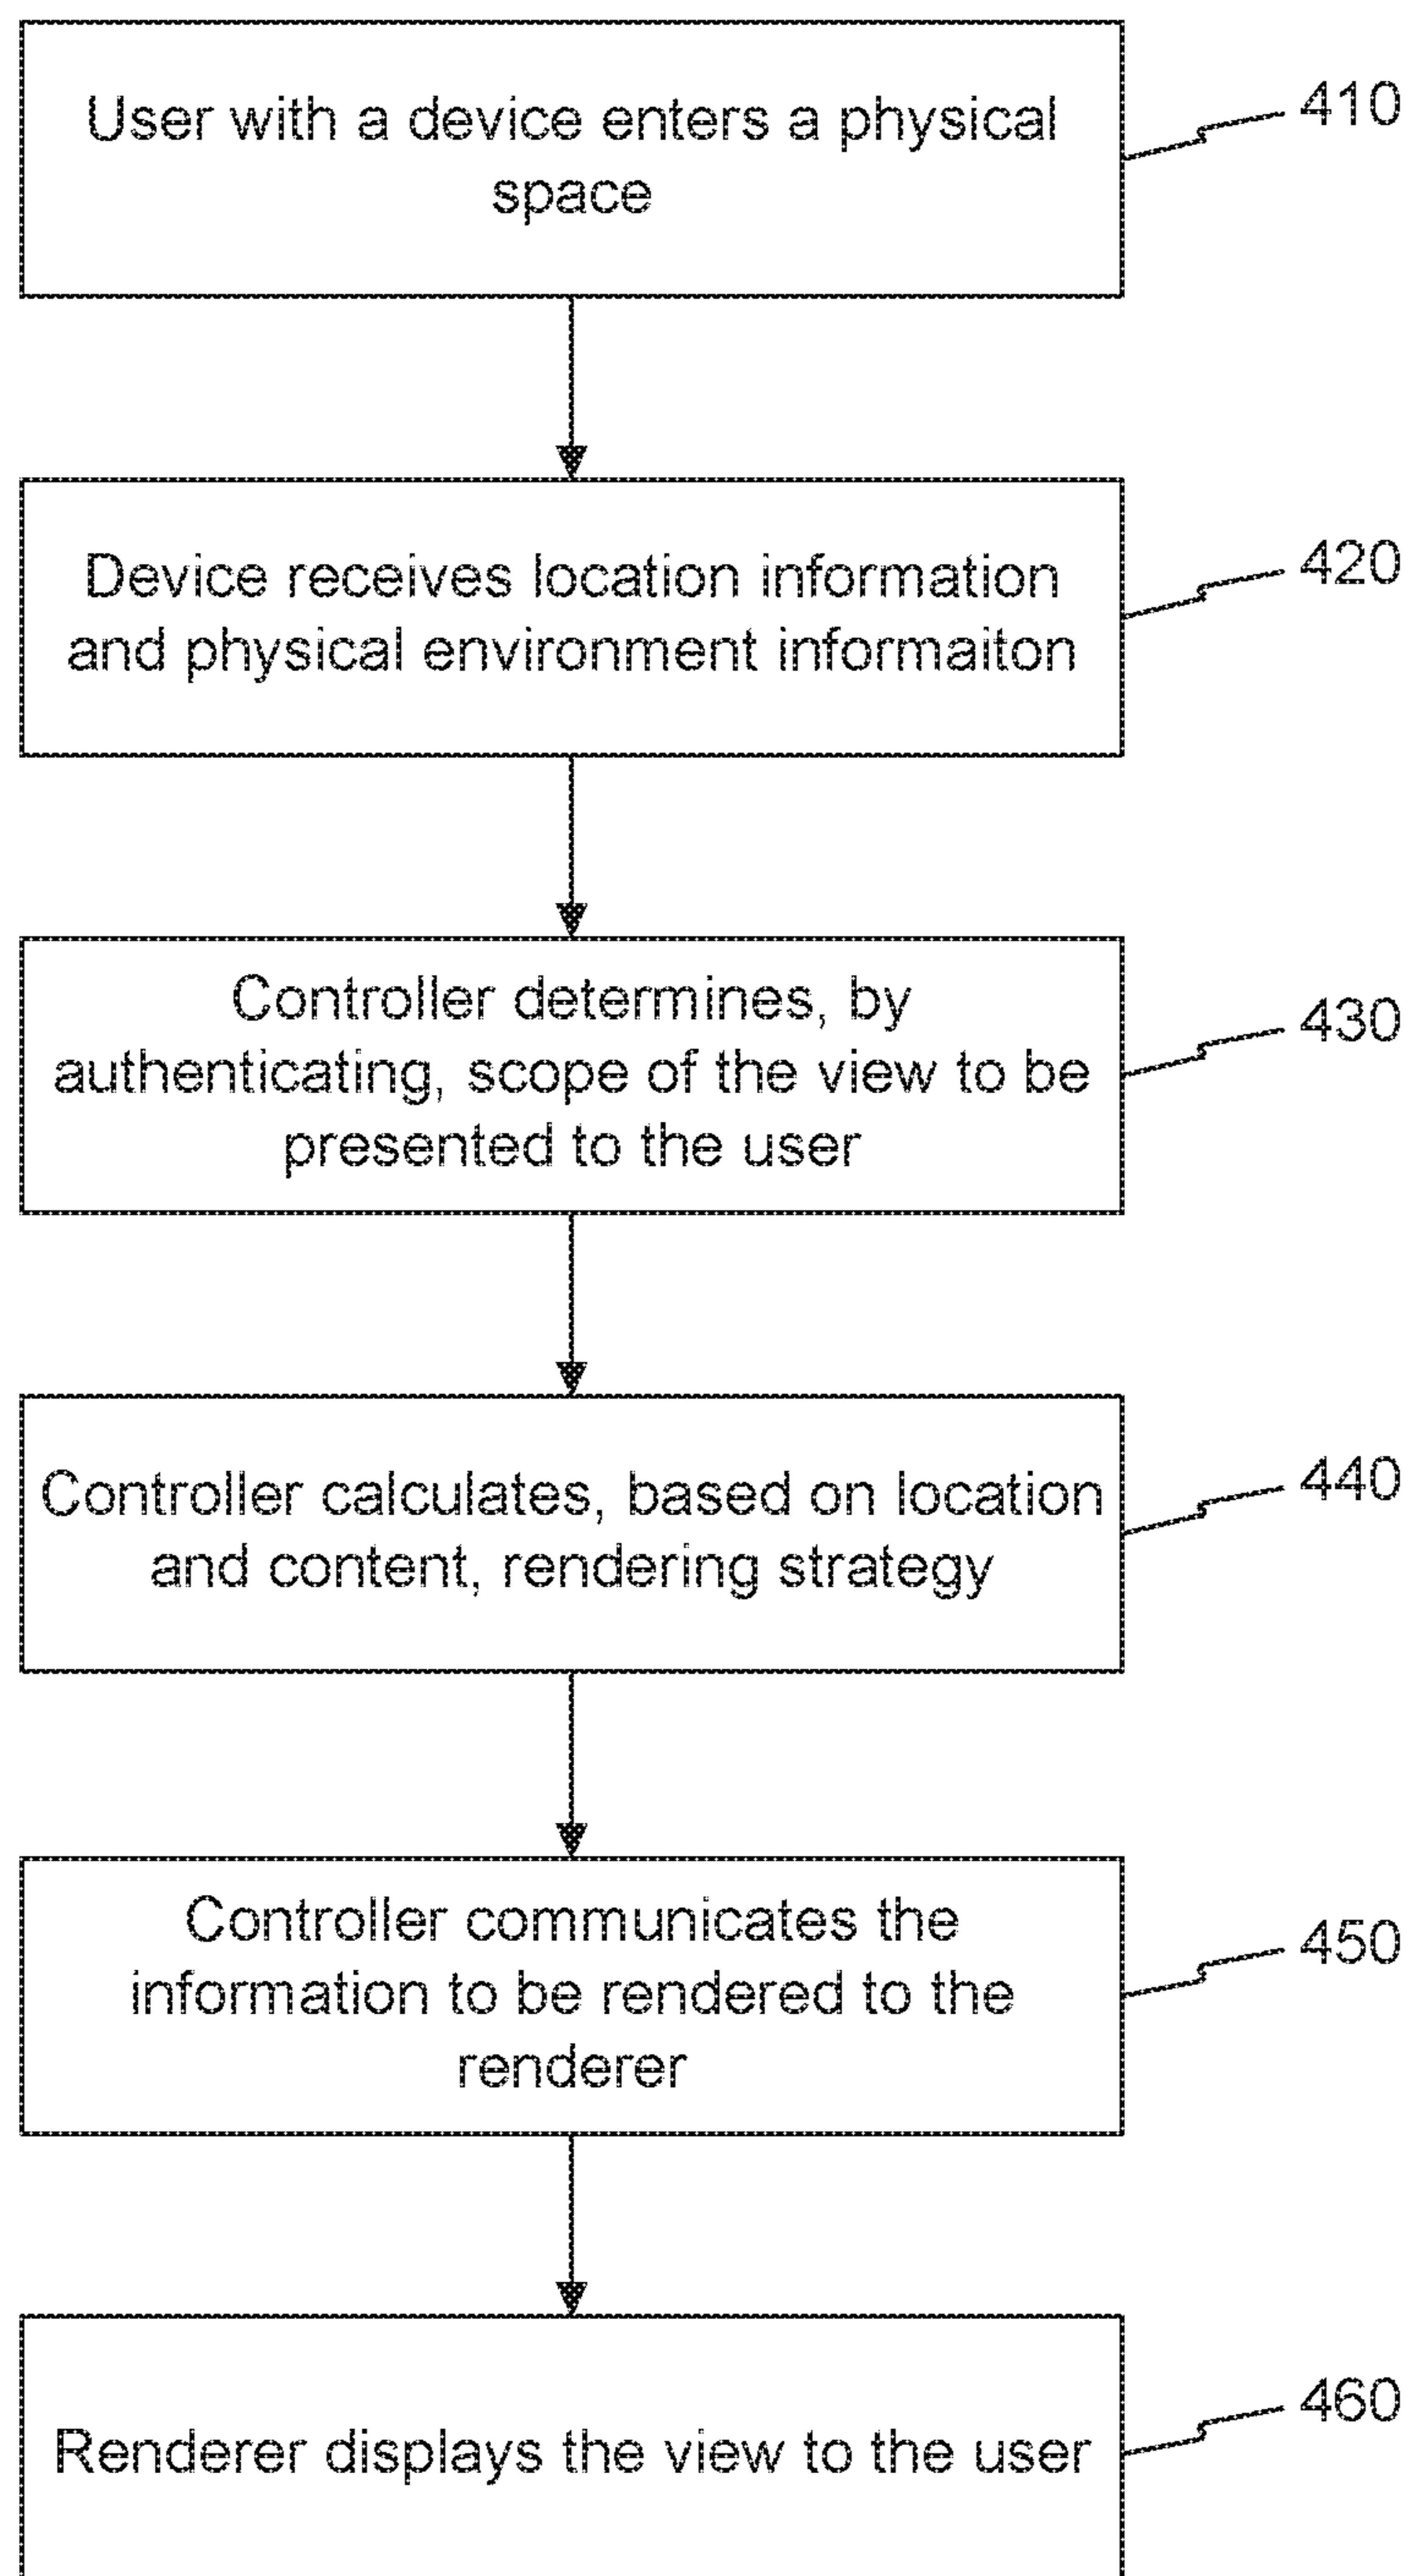 User with a device enters a physical
space
410
Device receives location information
and physical environment informaiton
420
Controller determines, by
authenticating, scope of the view to be
presented to the user
430
Controller calculates, based on location
and content, rendering strategy
440
Controller communicates the
information to be rendered to the
renderer
450
Renderer displays the view to the user
460